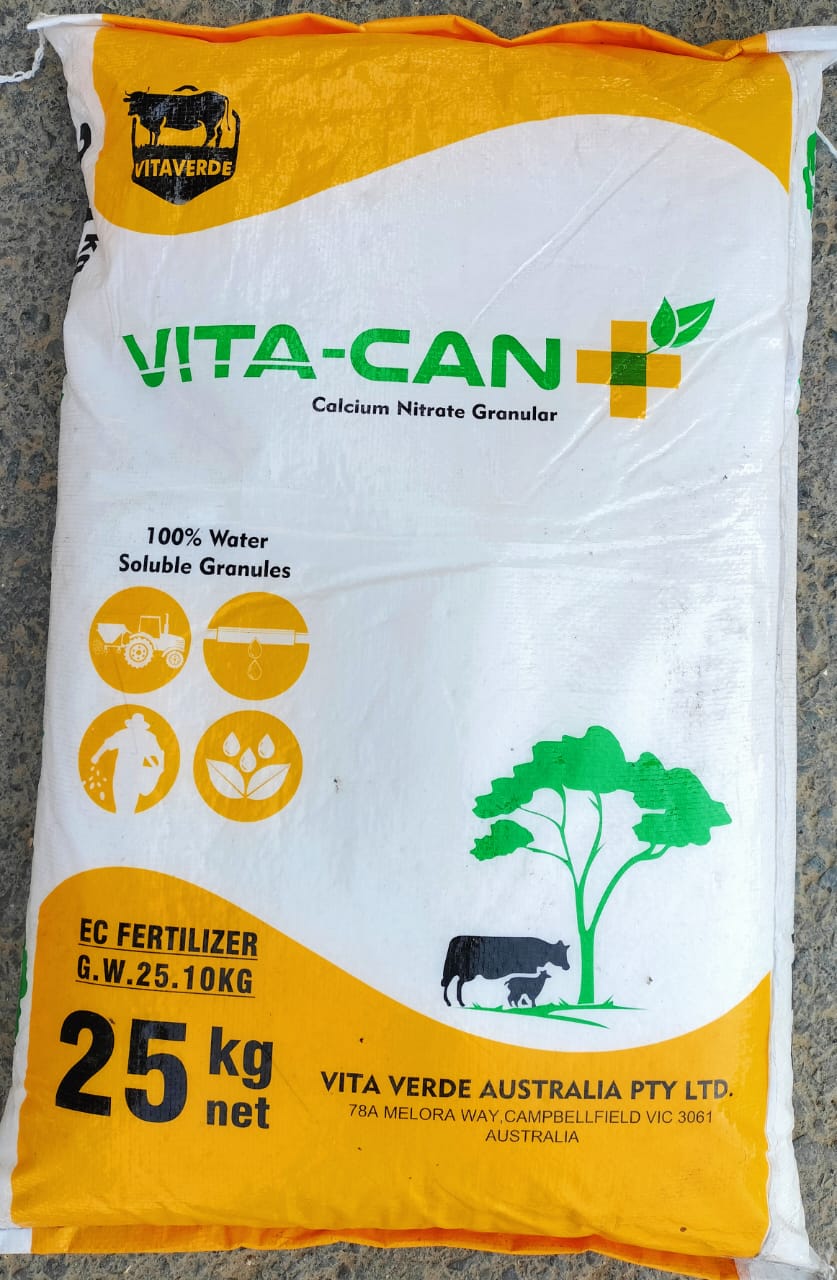 VITAVERDE
VITA-CAN
Calcium Nitrate Granular
100% Water
Soluble Granules
EC FERTILIZER
G.W.25.10KG
25 kg
net
VITA VERDE AUSTRALIA PTY LTD.
78A MELORA WAY,CAMPBELLFIELD VIC 3061
AUSTRALIA